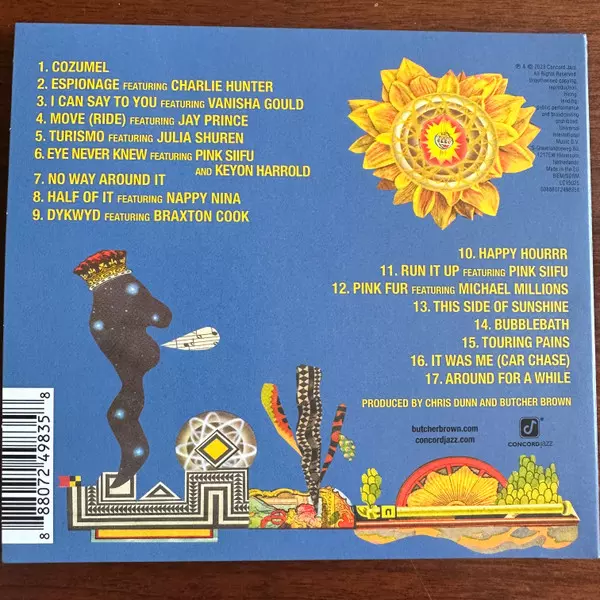 1. COZUMEL
2. ESPIONAGE FEATURING CHARLIE HUNTER
3. I CAN SAY TO YOU FEATURING VANISHA GOULD
4. MOVE (RIDE) FEATURING JAY PRINCE
5. TURISMO FEATURING JULIA SHUREN
6. EYE NEVER KNEW FEATURING PINK SIIFU
AND KEYON HARROLD
7. NO WAY AROUND IT
8. HALF OF IT FEATURING NAPPY NINA
9. DYKWYD FEATURING BRAXTON COOK
Concord Jazz.
All Rights Reserved.
10. HAPPY HOURRR
11. RUN IT UP FEATURING PINK SIIFU
12. PINK FUR FEATURING MICHAEL MILLIONS
13. THIS SIDE OF SUNSHINE
14. BUBBLEBATH
15. TOURING PAINS
16. IT WAS ME (CAR CHASE)
17. AROUND FOR A WHILE
PRODUCED BY CHRIS DUNN AND BUTCHER BROWN
butcherbrown.com
concordjazz.com
CONCORD jazz
8 88072 49835 8